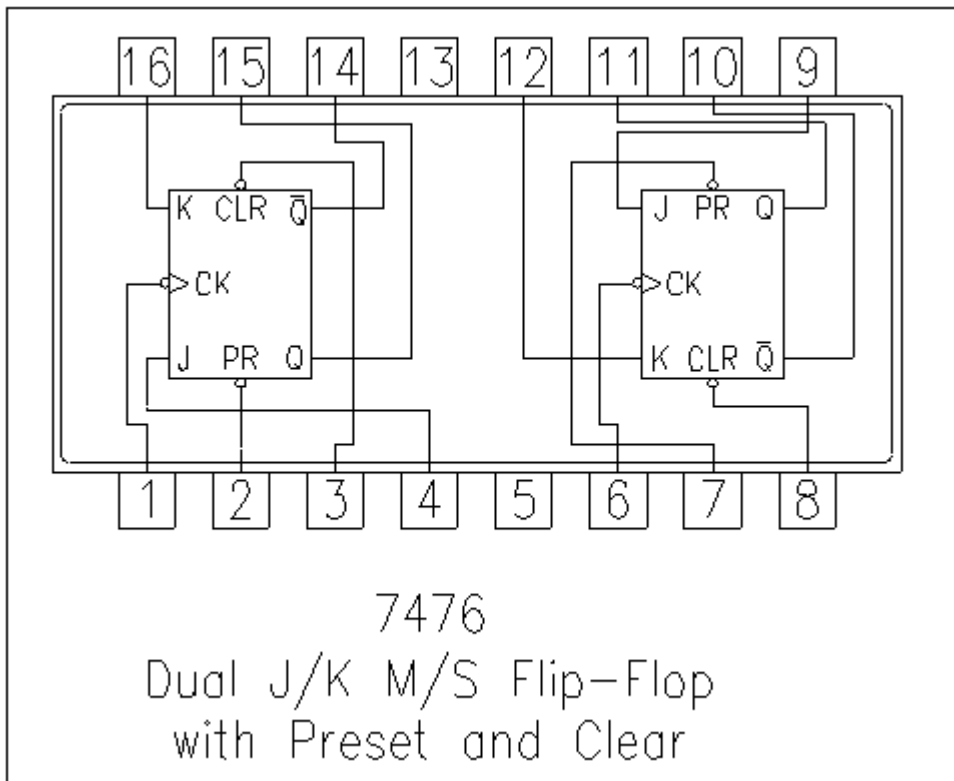 16 15 14 13 12 11 10 9
K CLR Q̅ J PR Q
CK CK
J PR Q K CLR Q̅
1 2 3 4 5 6 7 8
7476
Dual J/K M/S Flip-Flop
with Preset and Clear